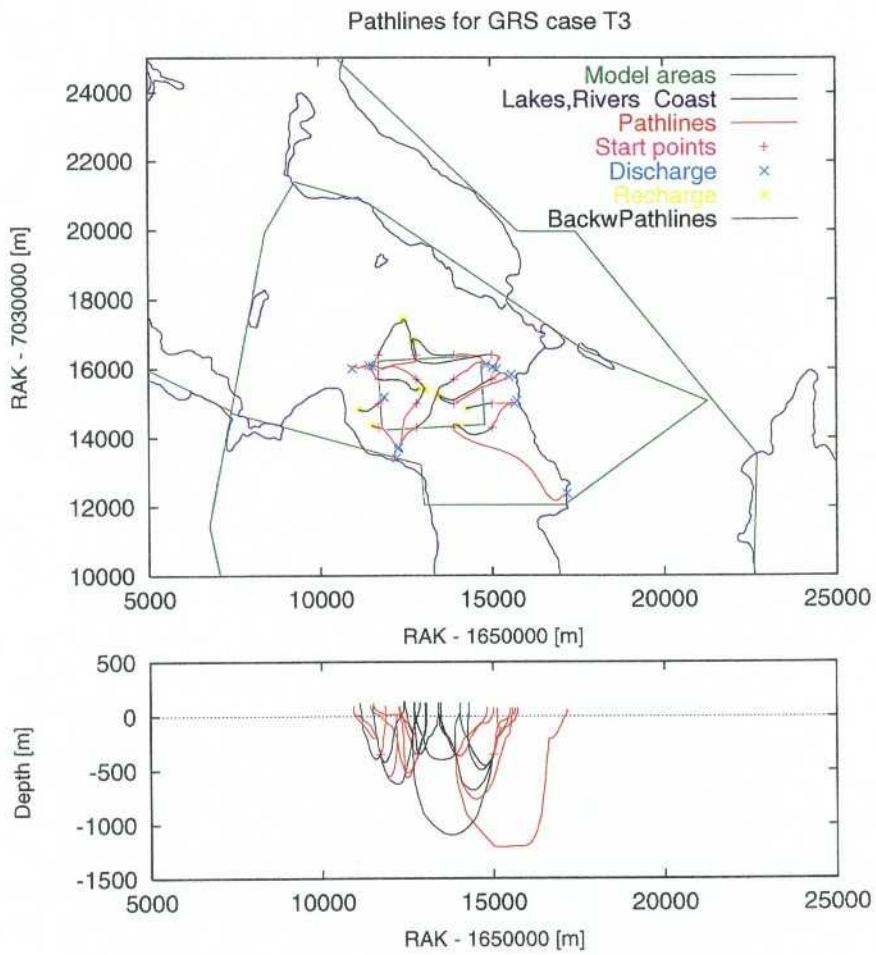 Pathlines for GRS case T3
Model areas
Lakes,Rivers Coast
Pathlines
Start points
Discharge
Recharge
BackwPathlines
RAK - 7030000 [m]
24000
22000
20000
18000
16000
14000
12000
10000
5000 10000 15000 20000 25000
RAK - 1650000 [m]
Depth [m]
500
0
-500
-1000
-1500
5000 10000 15000 20000 25000
RAK - 1650000 [m]